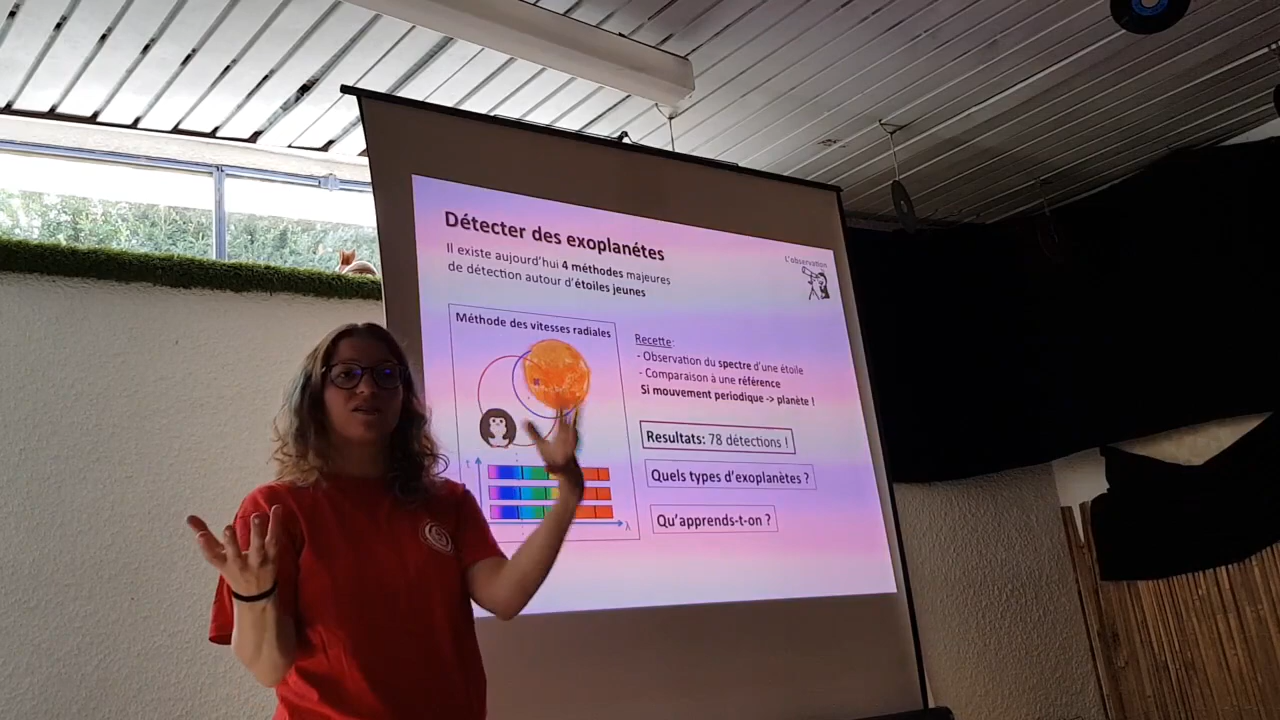 Détecter des exoplanétes
Il existe aujourd'hui 4 méthodes majeures
de détection autour d'étoiles jeunes
L'observation
Méthode des vitesses radiales
t
λ
Recette:
- Observation du spectre d'une étoile
- Comparaison à une référence
Si mouvement periodique -> planète !
Resultats: 78 détections !
Quels types d'exoplanètes ?
Qu'apprends-t-on ?